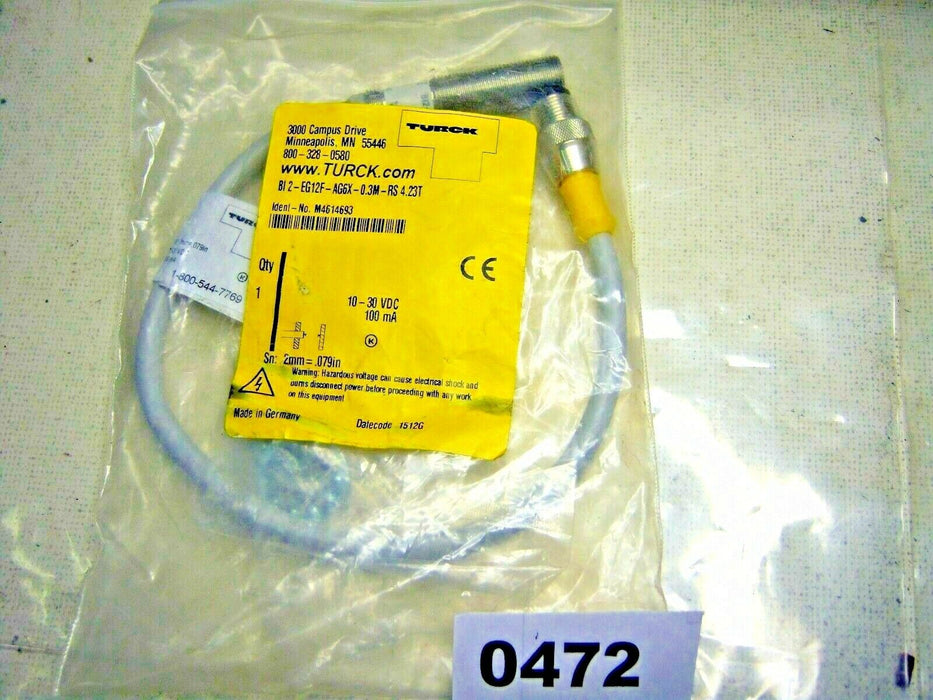 3000 Campus Drive
Minneapolis, MN 55446
800-328-0580
www.TURCK.com
TURCK
BI 2-EG12F-AG6X-0.3M-RS 4.23T
Ident-No. M4614693
Qty
1
CE
10-30 VDC
100 mA
K
Sn: 2mm=.079in
Warning: Hazardous voltage can cause electrical shock and
burns disconnect power before proceeding with any work
on this equipment
Made in Germany
Datecode 1512G
TURCK
.079in
K
1-800-544-7769
0472